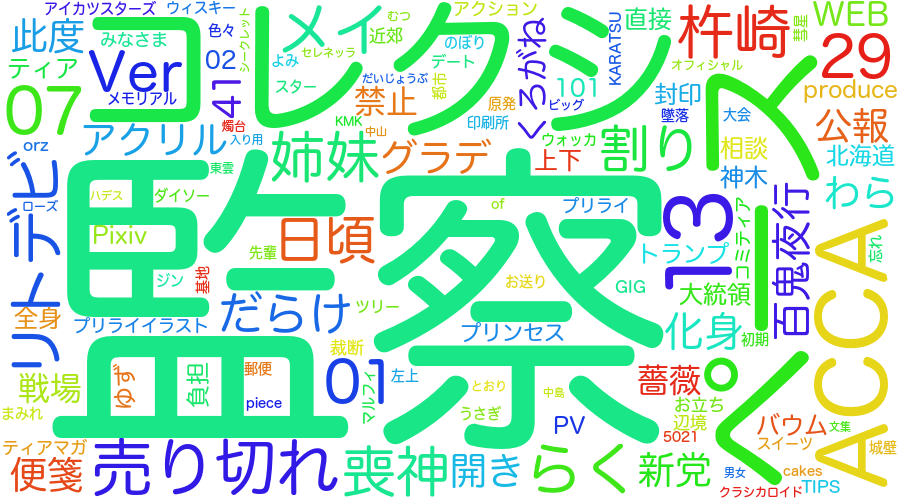 アイカツスターズ
ウィスキー
此度
みなさま
ティア
Ver
07
メモリアル
コレクション
メイ
色々
シークレット
02
41
アクリル
近郊
むつ
セレネッラ
よみ
スター
アクション
のぼり
デート
だいじょうぶ
都市
禁止
KMK
中山
原発
ビッグ
印刷所
くろがね
KARATSU
直接
101
オフィシャル
杵崎
彗星
WEB
29
produce
封印
墜落
大会
公報
相談
神木
北海道
ウォッカ
上下
割り
グラデ
姉妹
燭台
入り用
東雲
orz
デビ
リト
ローズ
ハデス
ダイソー
Pixiv
監察
日頃
先輩
of
プリライ
13
コミティア
百鬼夜行
わら
忘れ
ACCA
トランプ
大統領
GIG
お送り
ジン
基地
だらけ
ツリー
プリライイラスト
全身
プリンセス
化身
初期
スペ
裁断
01
左上
マルフィ
郵便
負担
ゆず
戦場
まみれ
piece
とおり
中島
うさぎ
PV
薔薇
お立ち
辺境
バウム
文集
スイーツ
城壁
5021
ティアマガ
便箋
売り切れ
喪神
開き
らく
新党
男女
cakes
TIPS
クラシカロイド